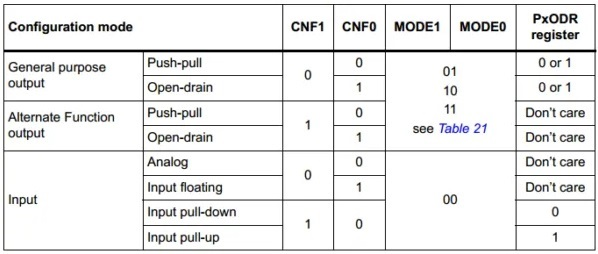 Configuration mode CNF1 CNF0 MODE1 MODE0 PxODR register
General purpose output Push-pull 0 0 01 10 11 see Table 21 0 or 1
Open-drain 1 0 or 1
Alternate Function output Push-pull 1 0 Don't care
Open-drain 1 Don't care
Input Analog 0 0 00 Don't care
Input floating 1 Don't care
Input pull-down 1 0 0
Input pull-up 1